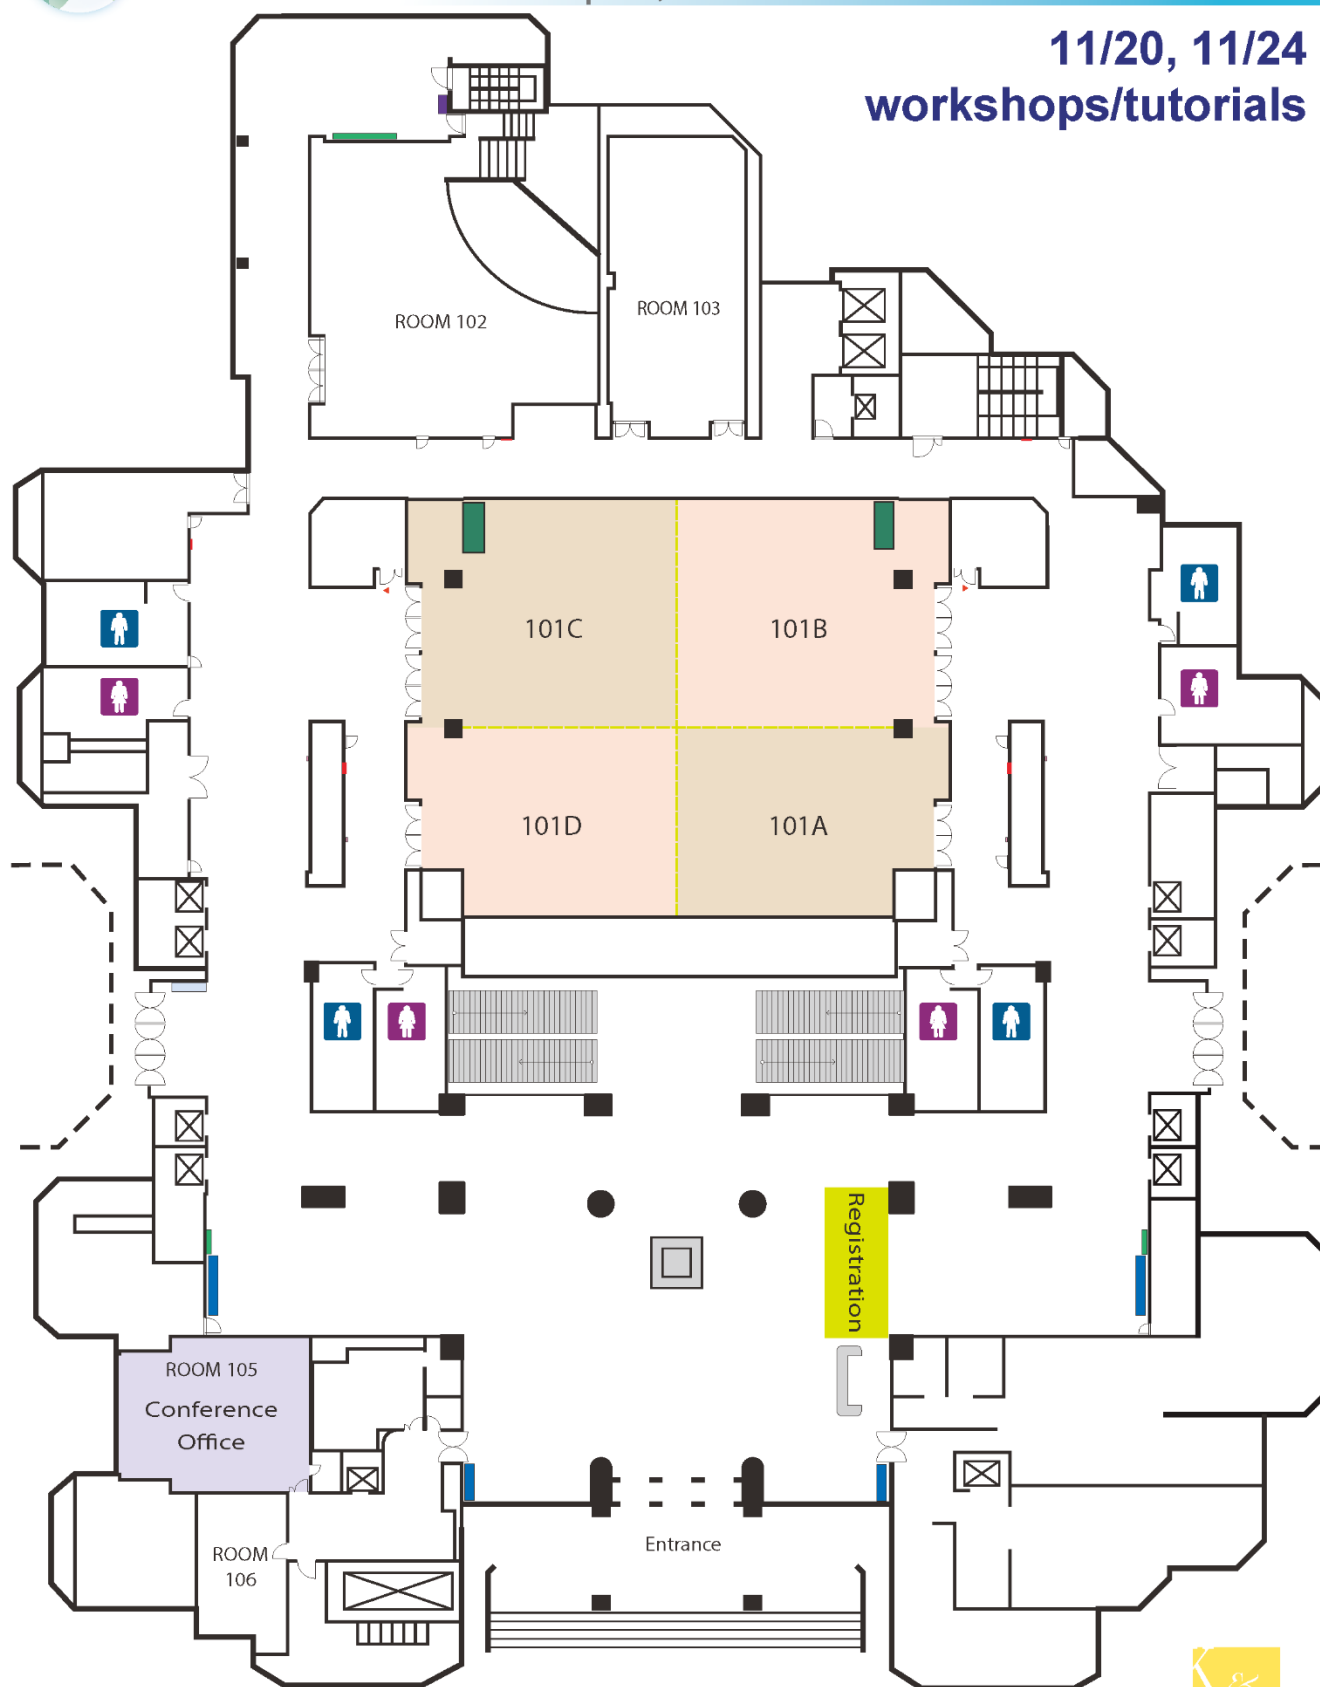 11/20, 11/24
workshops/tutorials
ROOM 102
ROOM 103
101C
101B
101D
101A
Registration
ROOM 105
Conference
Office
ROOM
106
Entrance